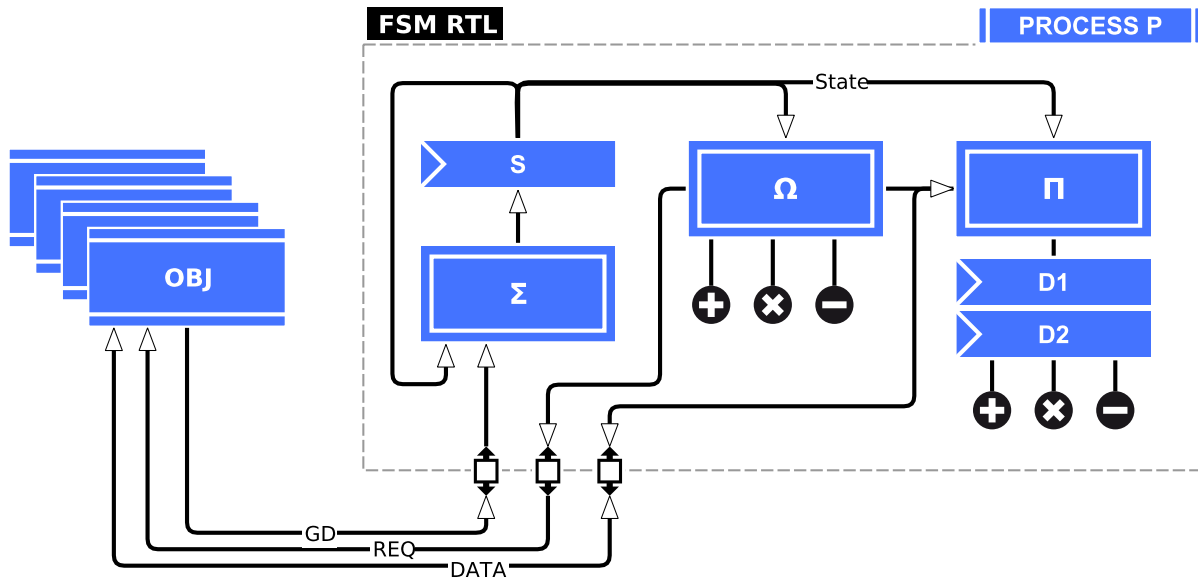 FSM RTL
PROCESS P
State
S
Ω
Π
OBJ
Σ
D1
D2
GD
REQ
DATA